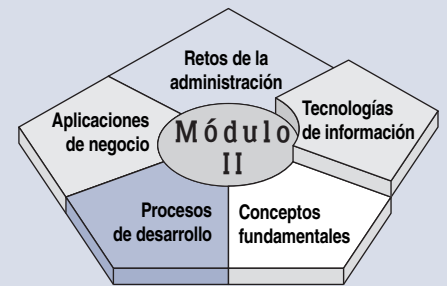 Retos de la
administración
Aplicaciones
de negocio
Módulo
II
Tecnologías
de información
Procesos
de desarrollo
Conceptos
fundamentales